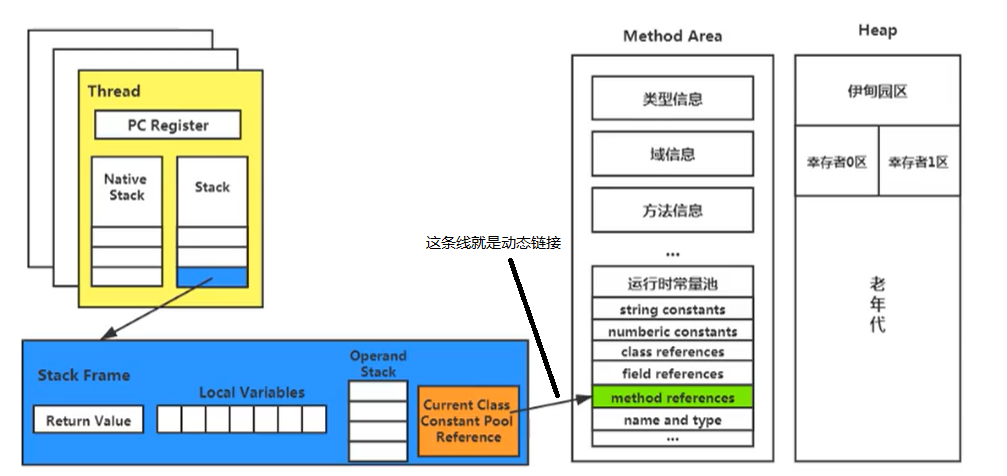 Thread
PC Register
Native
Stack
Stack
Stack Frame
Return Value
Local Variables
Operand
Stack
Current Class
Constant Pool
Reference
这条线就是动态链接
Method Area
类型信息
域信息
方法信息
...
运行时常量池
string constants
numberic constants
class references
field references
method references
name and type
...
Heap
伊甸园区
幸存者0区
幸存者1区
老
年
代